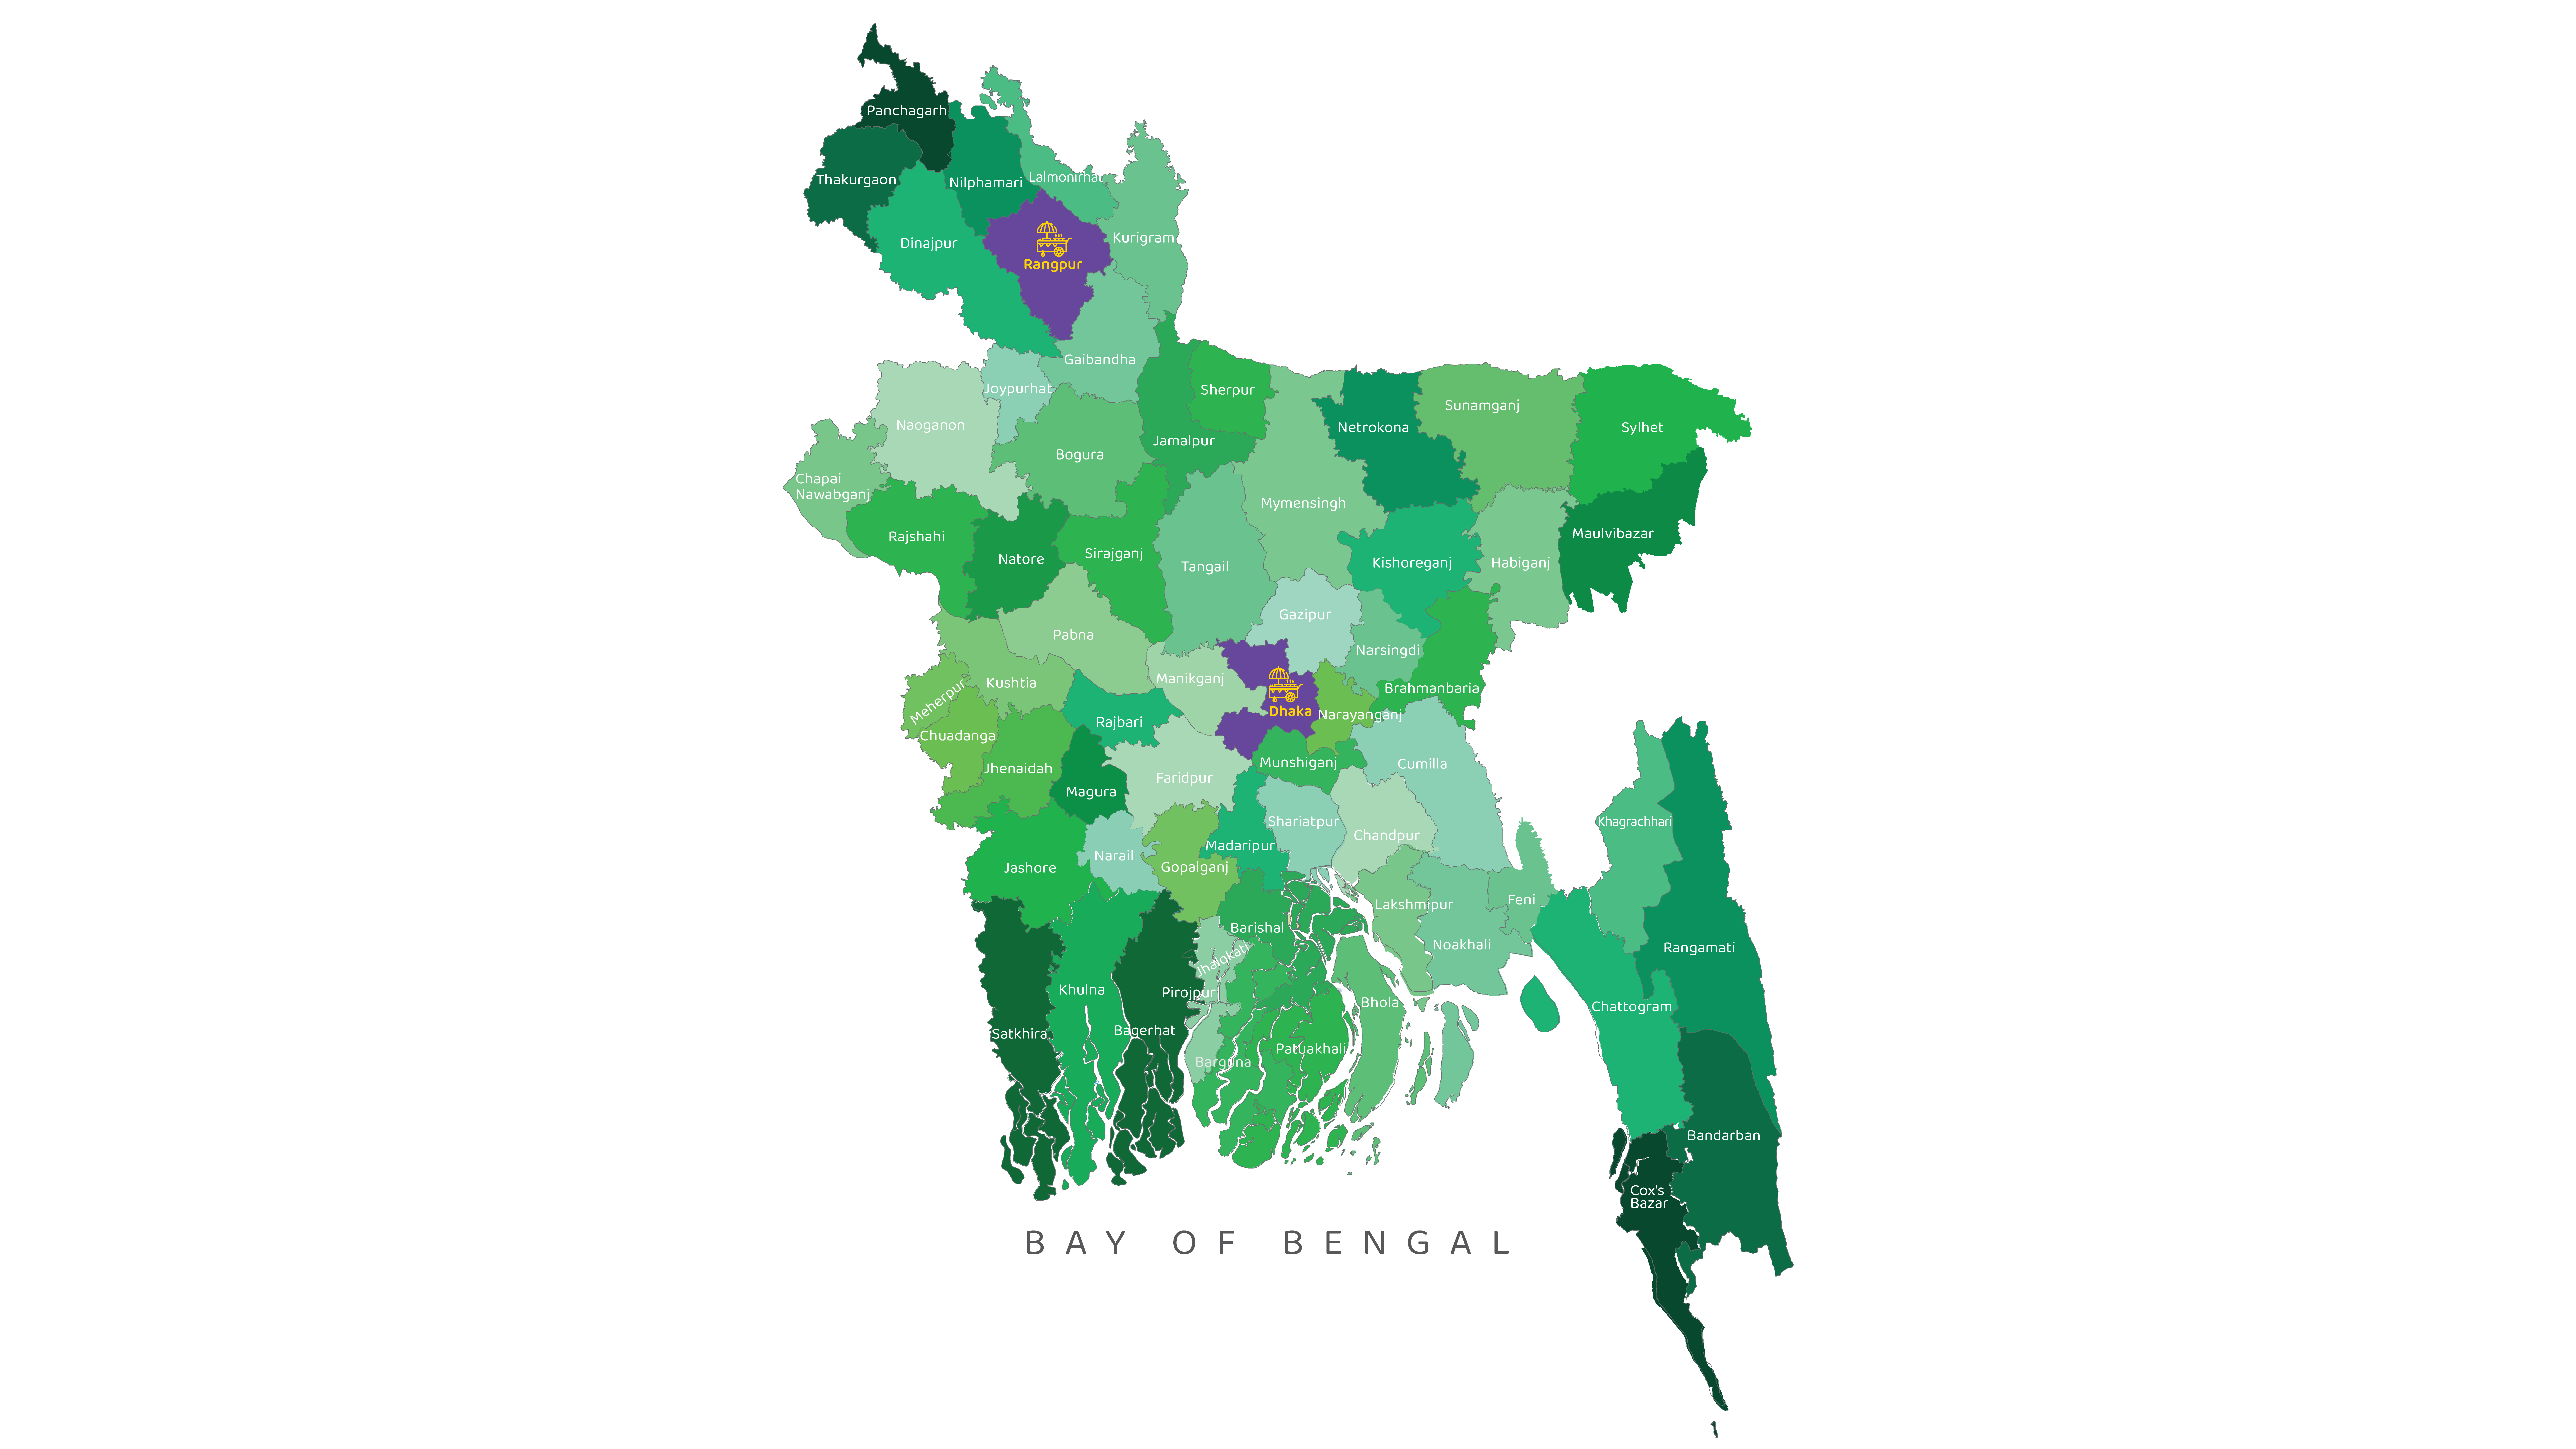 Panchagarh
Thakurgaon
Nilphamari
Lalmonirhat
Dinajpur
Kurigram
Rangpur
Gaibandha
Joypurhat
Sherpur
Naoganon
Sunamganj
Netrokona
Sylhet
Jamalpur
Bogura
Chapai
Nawabganj
Mymensingh
Rajshahi
Maulvibazar
Sirajganj
Natore
Tangail
Kishoreganj
Habiganj
Gazipur
Pabna
Narsingdi
Manikganj
Kushtia
Brahmanbaria
Meherpur
Dhaka
Narayanganj
Rajbari
Chuadanga
Munshiganj
Cumilla
Jhenaidah
Faridpur
Magura
Shariatpur
Khagrachhari
Chandpur
Madaripur
Narail
Jashore
Gopalganj
Feni
Lakshmipur
Barishal
Noakhali
Rangamati
Jhalokati
Khulna
Pirojpur
Bhola
Chattogram
Satkhira
Bagerhat
Patuakhali
Barguna
Bandarban
Cox's
Bazar
BAY OF BENGAL